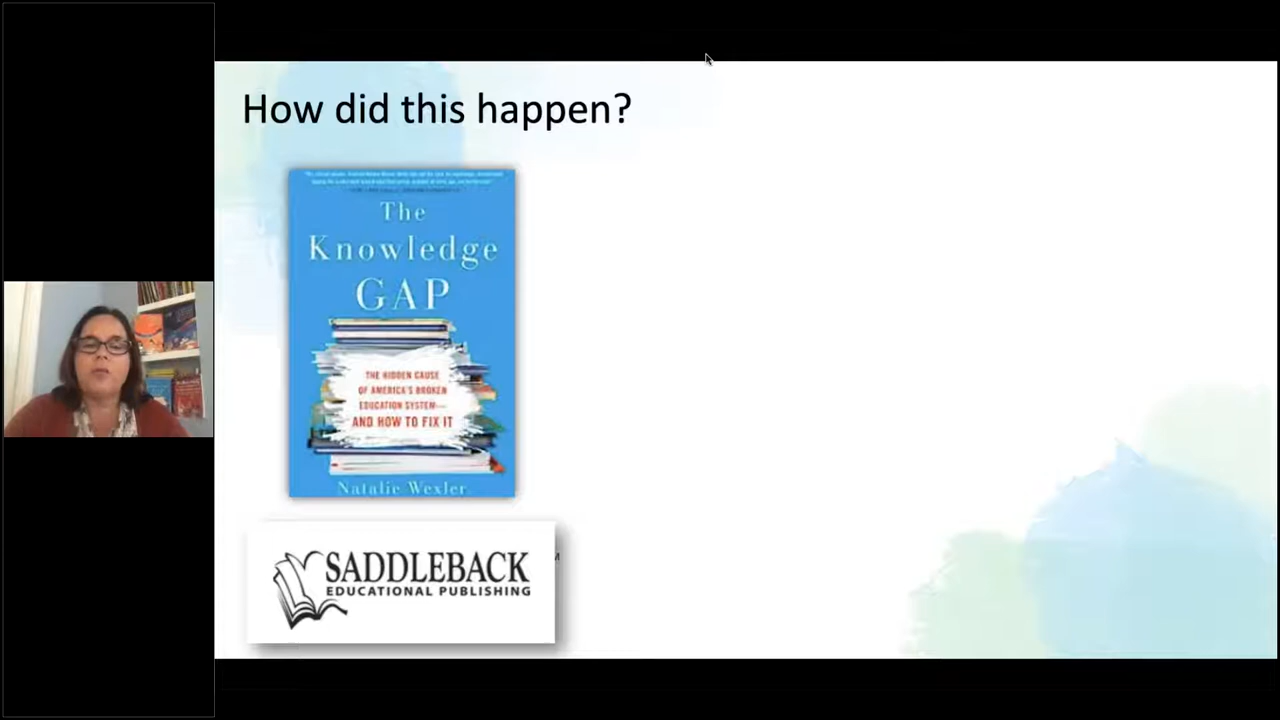 How did this happen?
The
Knowledge
GAP
THE HIDDEN CAUSE
OF AMERICA'S BROKEN
EDUCATION SYSTEM—
AND HOW TO FIX IT
Natalie Wexler
SADDLEBACK
EDUCATIONAL PUBLISHING
M